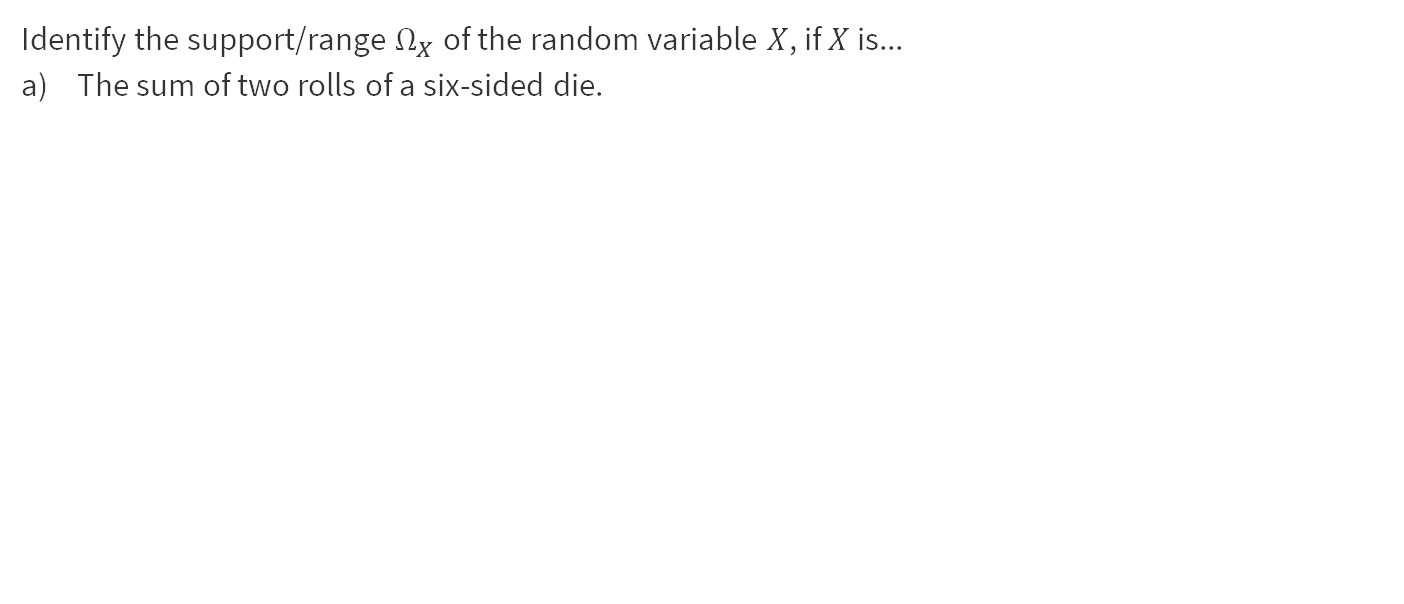 Identify the support/range Ω_X of the random variable X, if X is...
a) The sum of two rolls of a six-sided die.